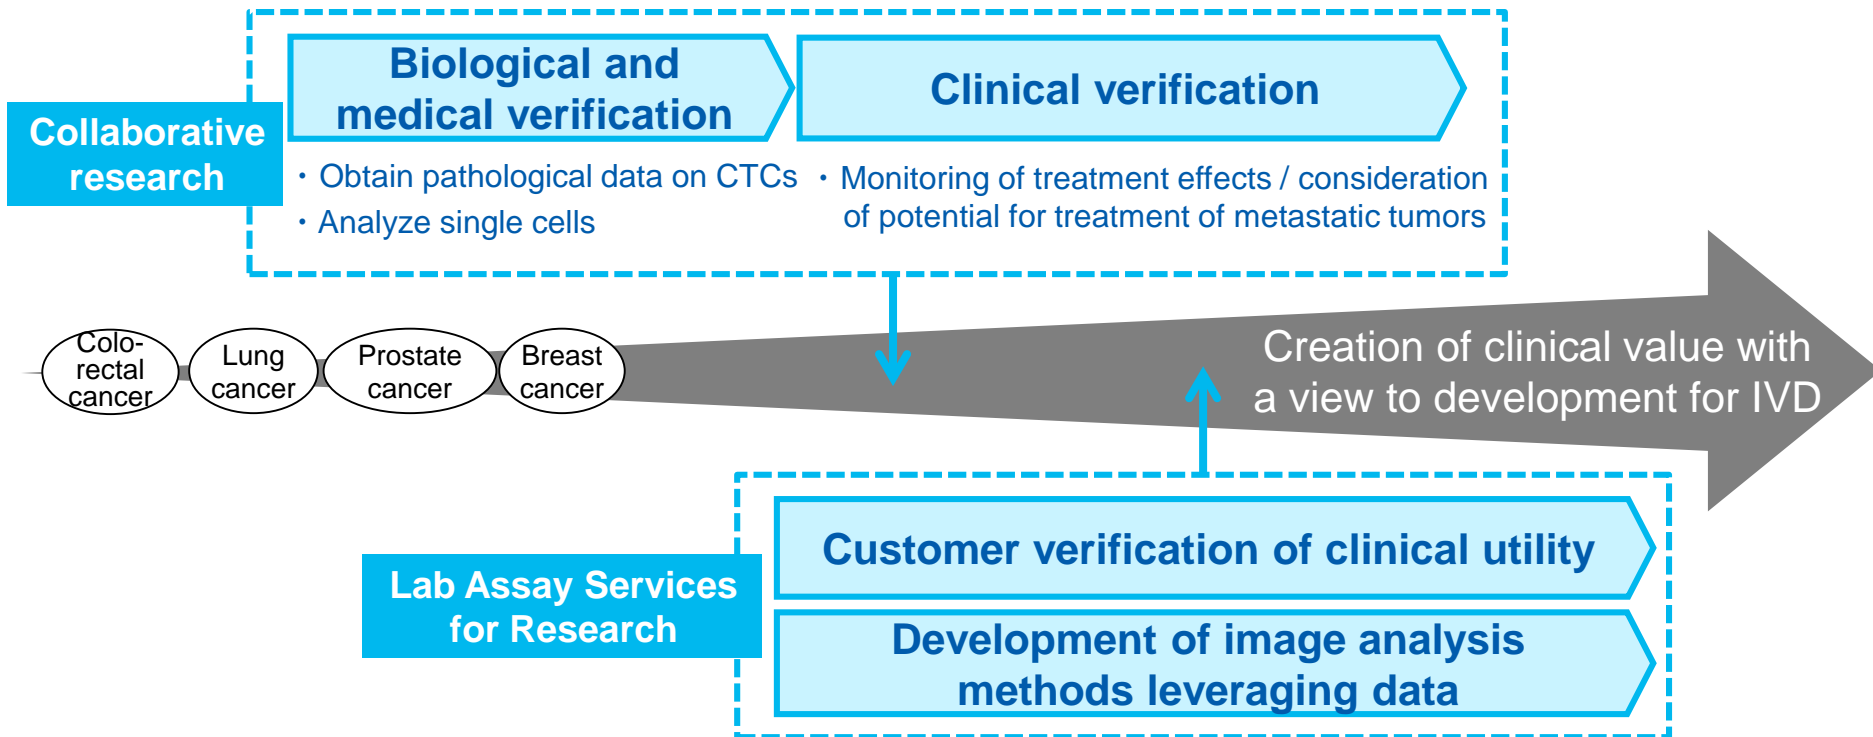 Collaborative
research
Biological and
medical verification
・Obtain pathological data on CTCs
・Analyze single cells
Clinical verification
・Monitoring of treatment effects / consideration
of potential for treatment of metastatic tumors
Colo-
rectal
cancer
Lung
cancer
Prostate
cancer
Breast
cancer
Creation of clinical value with
a view to development for IVD
Lab Assay Services
for Research
Customer verification of clinical utility
Development of image analysis
methods leveraging data